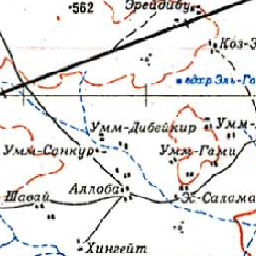 ·562
Эрейдибу
Коз-Э
вдхр Эль-Га
Умм-Дибейкир
Умм-
Умм-Сонкур
Умм-Гами
Аллоба
Эс-Салама
Шавай
Хингейт